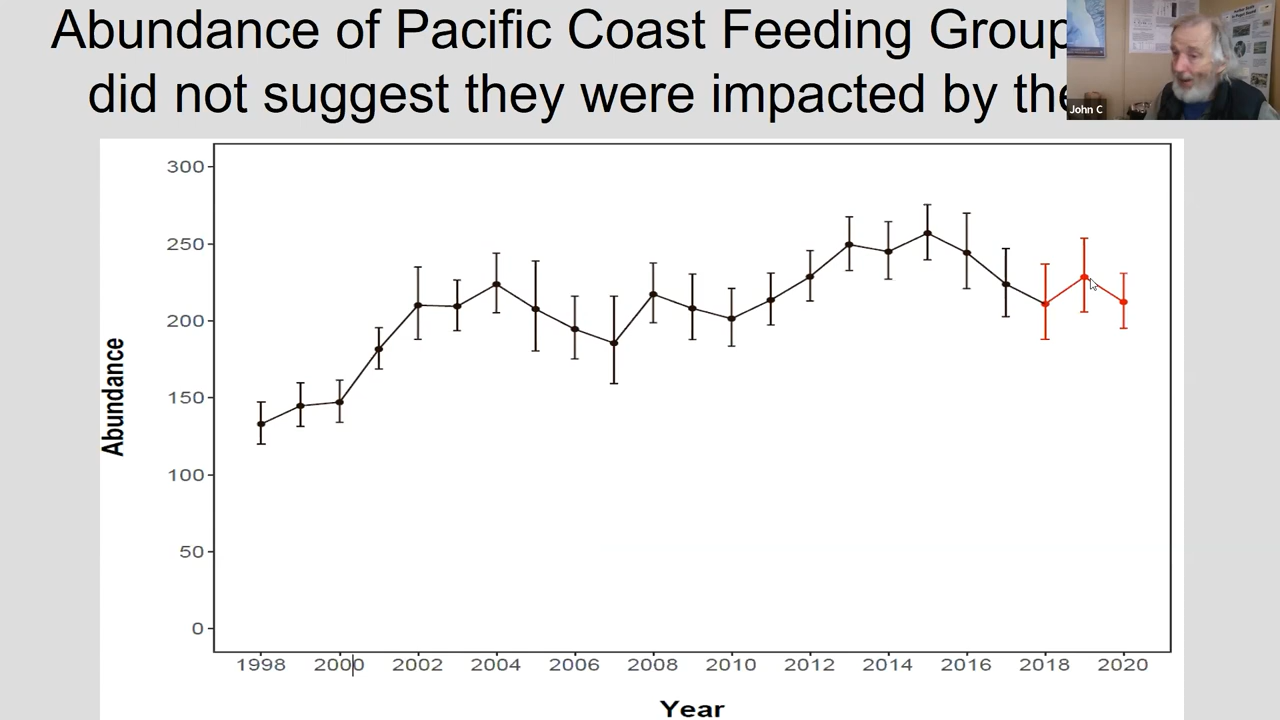 Abundance of Pacific Coast Feeding Group
did not suggest they were impacted by the
John C
300
250
200
150
100
50
0
Abundance
1998 2000 2002 2004 2006 2008 2010 2012 2014 2016 2018 2020
Year